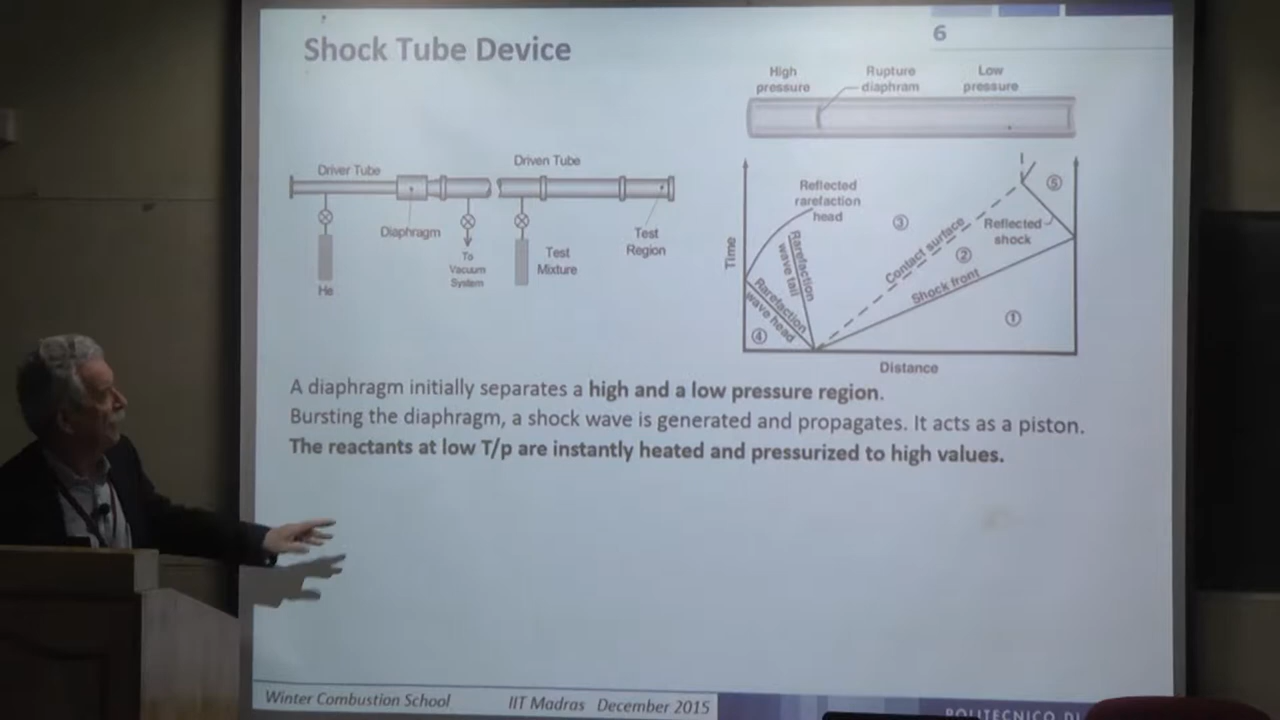 Shock Tube Device
6
High
pressure
Rupture
diaphram
Low
pressure
Driver Tube
Driven Tube
Diaphragm
To
Vacuum
System
Test
Mixture
Test
Region
He
Time
Reflected
rarefaction
head
Rarefaction
wave tail
Rarefaction
wave head
Contact surface
Shock front
Reflected
shock
③
②
⑤
①
④
Distance
A diaphragm initially separates a high and a low pressure region.
Bursting the diaphragm, a shock wave is generated and propagates. It acts as a piston.
The reactants at low T/p are instantly heated and pressurized to high values.
Winter Combustion School IIT Madras December 2015
POLITECNICO DI